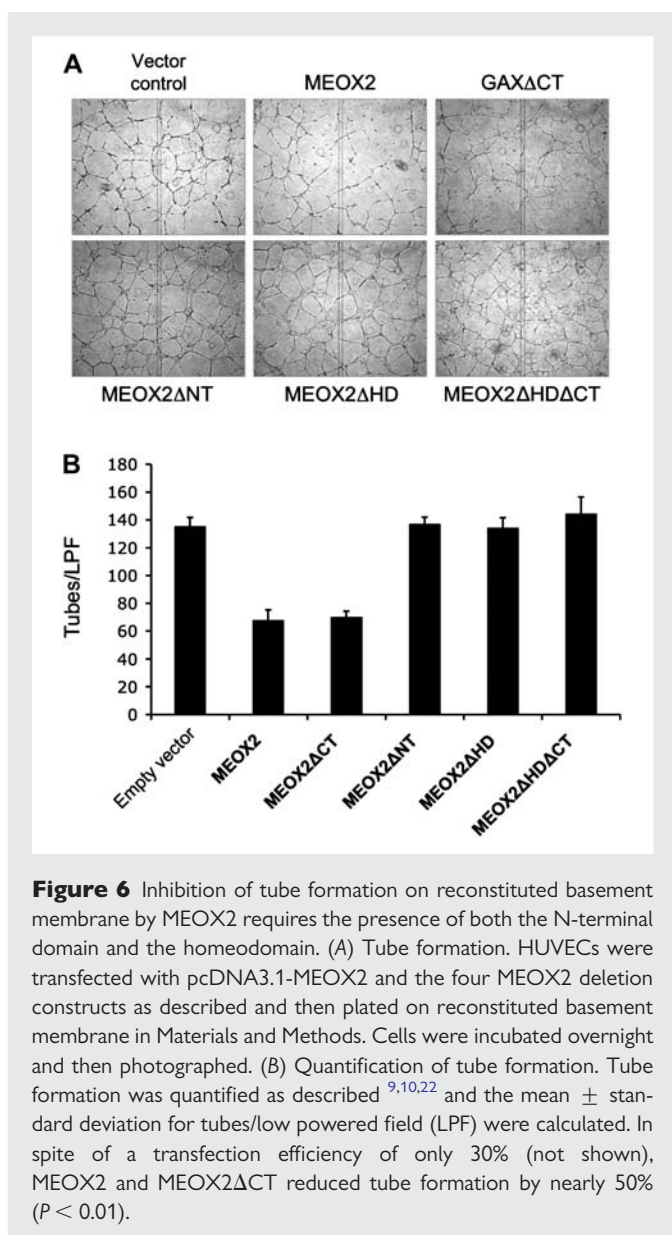 A
Vector
control
MEOX2
GAXΔCT
MEOX2ΔNT
MEOX2ΔHD
MEOX2ΔHDΔCT
B
180
160
140
120
100
80
60
40
20
0
Tubes/LPF
Empty vector
MEOX2
MEOX2ΔCT
MEOX2ΔNT
MEOX2ΔHD
MEOX2ΔHDΔCT
Figure 6 Inhibition of tube formation on reconstituted basement
membrane by MEOX2 requires the presence of both the N-terminal
domain and the homeodomain. (A) Tube formation. HUVECs were
transfected with pcDNA3.1-MEOX2 and the four MEOX2 deletion
constructs as described and then plated on reconstituted basement
membrane in Materials and Methods. Cells were incubated overnight
and then photographed. (B) Quantification of tube formation. Tube
formation was quantified as described 9,10,22 and the mean ± stan-
dard deviation for tubes/low powered field (LPF) were calculated. In
spite of a transfection efficiency of only 30% (not shown),
MEOX2 and MEOX2ΔCT reduced tube formation by nearly 50%
(P < 0.01).